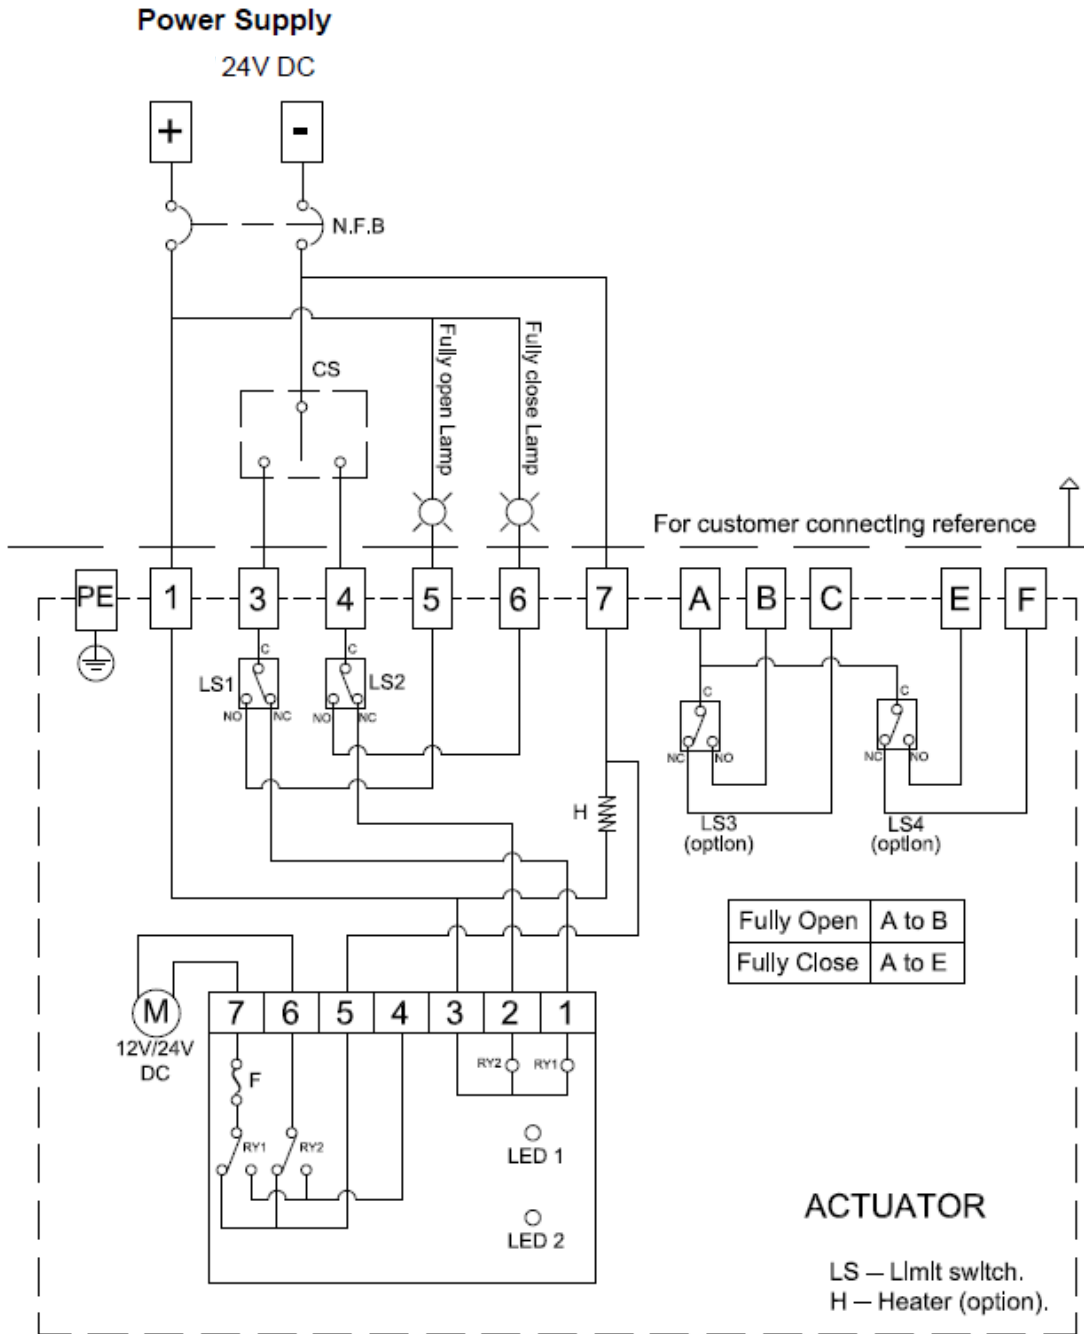 Power Supply
24V DC
+ -
N.F.B
CS
Fully open Lamp
Fully close Lamp
For customer connecting reference
PE 1 3 4 5 6 7 A B C E F
C C
LS1 LS2
NO NC NO NC
C C
NC NO NC NO
H
LS3
(option)
LS4
(option)
Fully Open A to B
Fully Close A to E
M
12V/24V
DC
7 6 5 4 3 2 1
RY2 RY1
F
RY1 RY2
LED 1
LED 2
ACTUATOR
LS — Limit switch.
H — Heater (option).